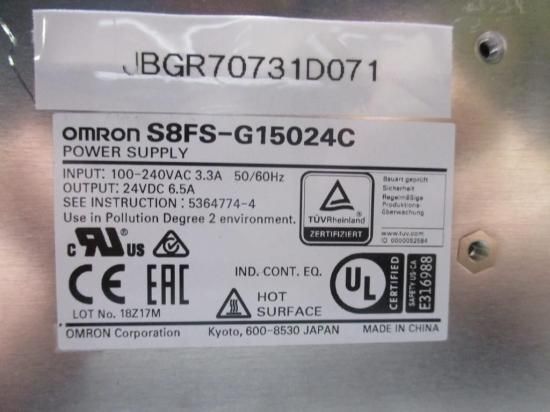 JBGR70731D071
omron S8FS-G15024C
POWER SUPPLY
INPUT: 100-240VAC 3.3A 50/60Hz
OUTPUT: 24VDC 6.5A
SEE INSTRUCTION : 5364774-4
Use in Pollution Degree 2 environment.
TÜVRheinland
ZERTIFIZIERT
Bauart geprüft
Sicherheit
Regelmäßige
Produktions-
überwachung
www.tuv.com
ID 0000052584
c RU US
CE EAC
IND. CONT. EQ.
HOT
SURFACE
UL
CERTIFIED
SAFETY US-CA
E316988
LOT No. 18Z17M
OMRON Corporation Kyoto, 600-8530 JAPAN MADE IN CHINA